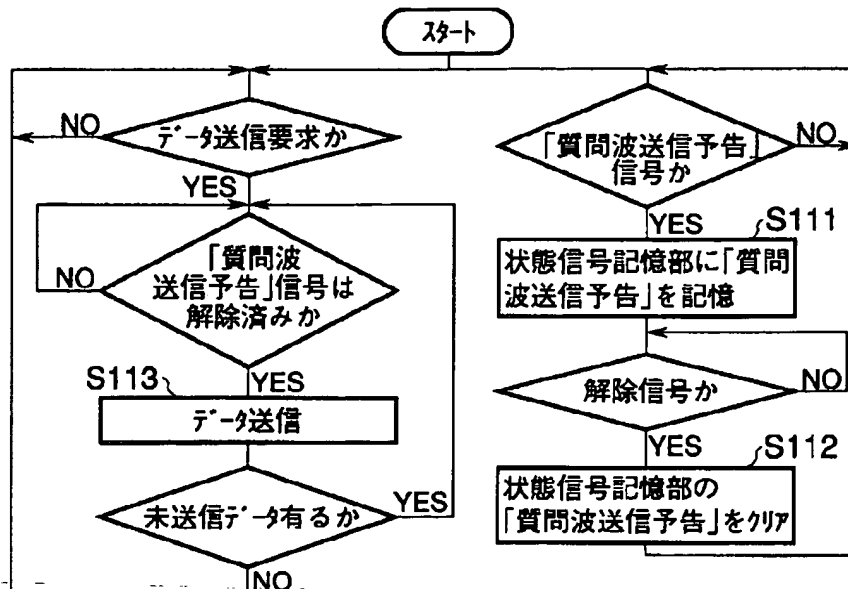 スタート
データ送信要求か
NO
YES
「質問波
送信予告」信号は
解除済みか
NO
YES
S113
データ送信
未送信データ有るか
YES
NO
「質問波送信予告」
信号か
NO
YES
S111
状態信号記憶部に「質問
波送信予告」を記憶
解除信号か
NO
YES
S112
状態信号記憶部の
「質問波送信予告」をクリア